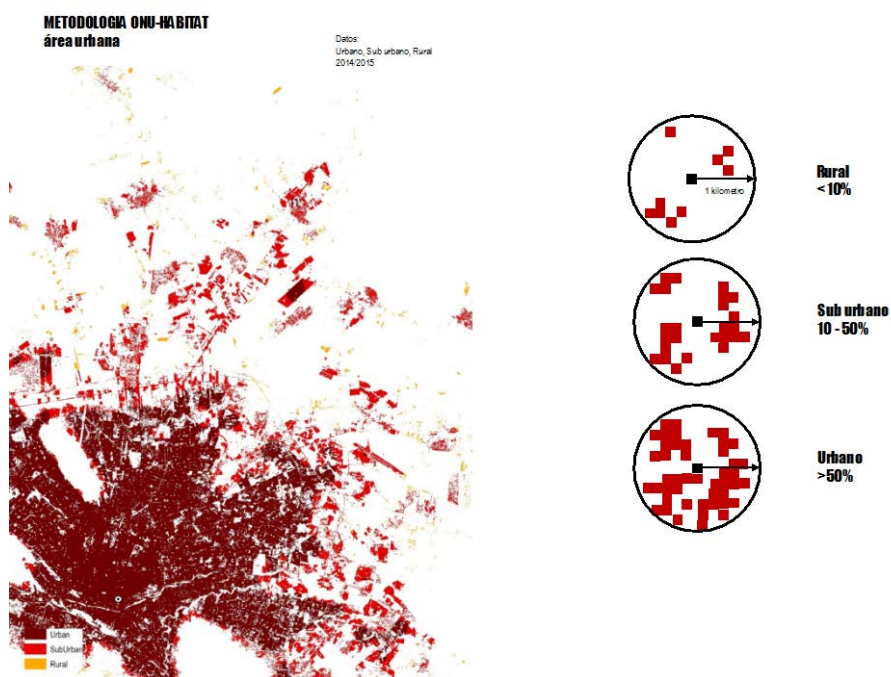 METODOLOGIA ONU-HABITAT
área urbana
Datos:
Urbano, Sub urbano, Rural
2014/2015
1 kilometro
Rural
<10%
Sub urbano
10 - 50%
Urbano
>50%
Urban
SubUrban
Rural